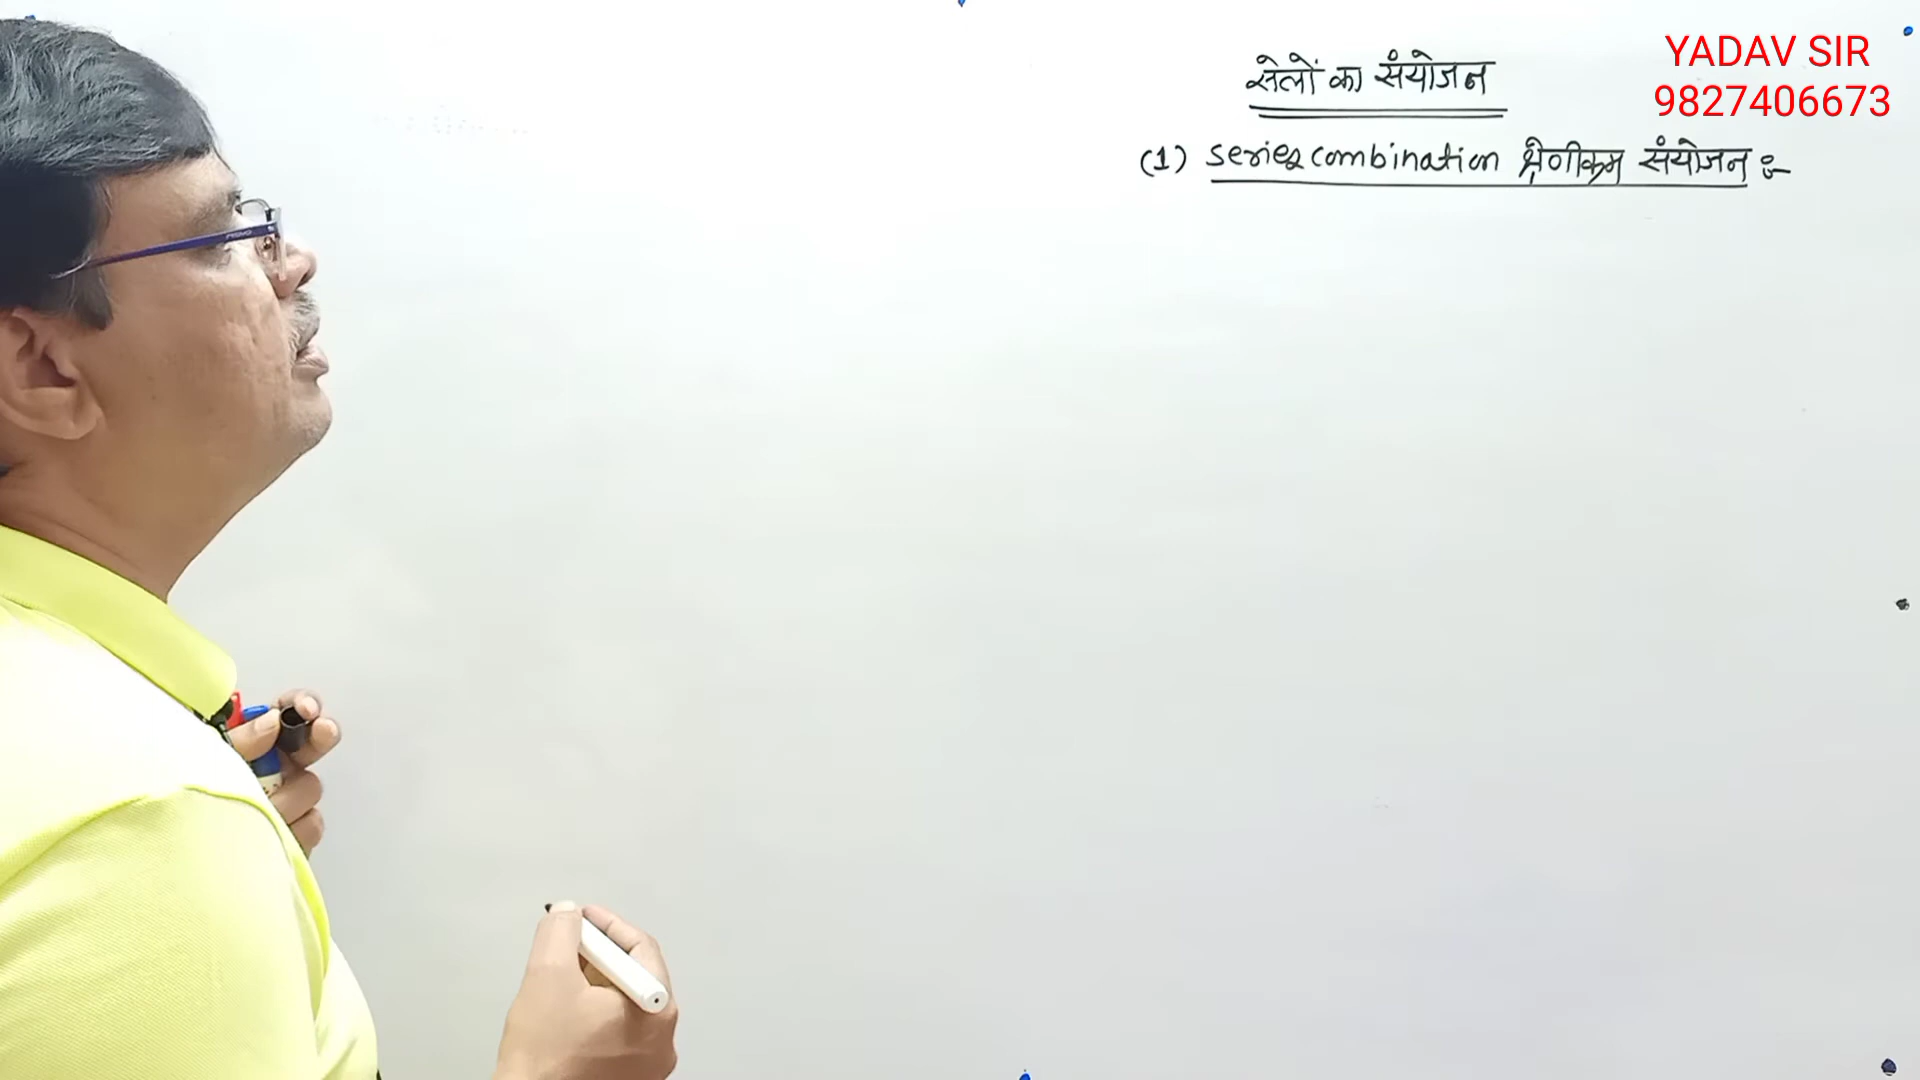 YADAV SIR
9827406673
सेलों का संयोजन
(1) series combination श्रेणीक्रम संयोजन :-